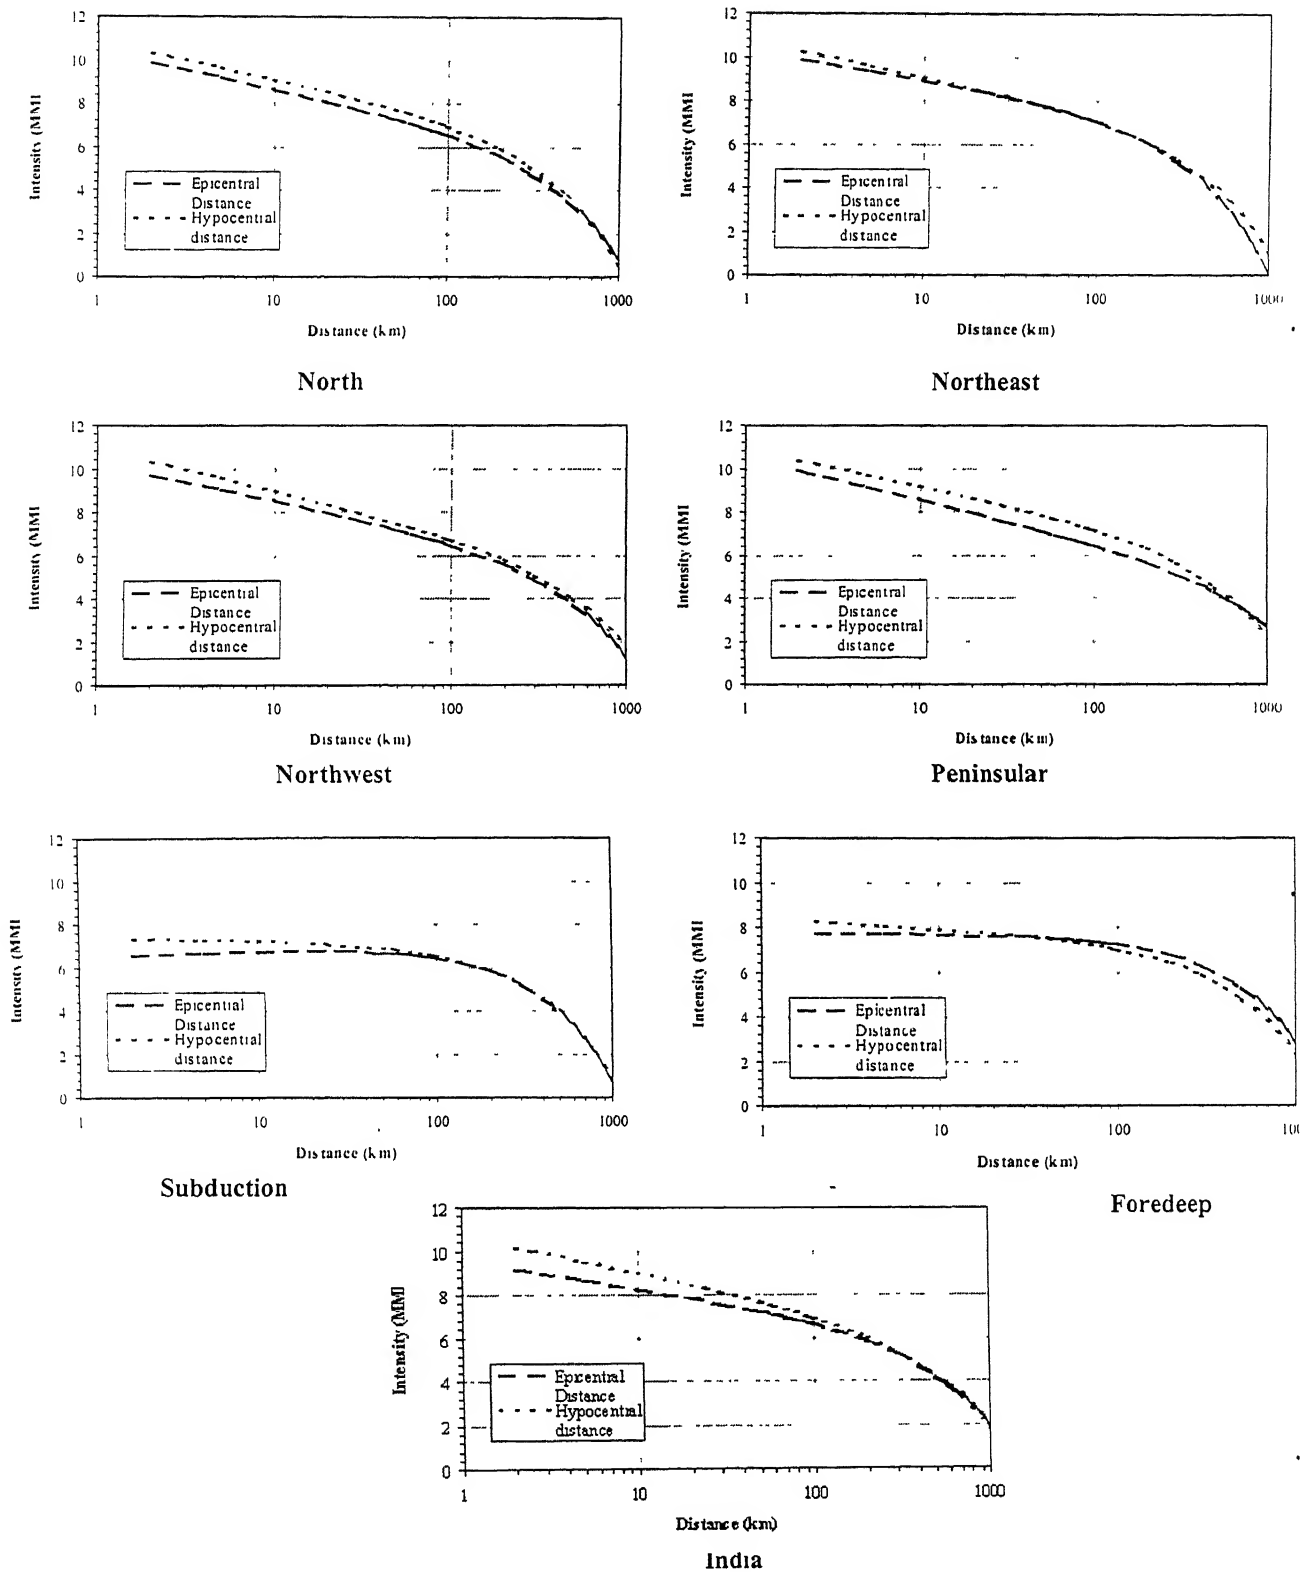 12
10
8
6
4
2
0
Intensity (MMI
Epicentral
Distance
Hypocentral
distance
1 10 100 1000
Distance (km)
North
12
10
8
6
4
2
0
Intensity (MMI
Epicentral
Distance
Hypocentral
distance
1 10 100 1000
Distance (km)
Northeast
12
10
8
6
4
2
0
Intensity (MMI
Epicentral
Distance
Hypocentral
distance
1 10 100 1000
Distance (km)
Northwest
12
10
8
6
4
2
0
Intensity (MMI
Epicentral
Distance
Hypocentral
distance
1 10 100 1000
Distance (km)
Peninsular
12
10
8
6
4
2
0
Intensity (MMI
Epicentral
Distance
Hypocentral
distance
1 10 100 1000
Distance (km)
Subduction
12
10
8
6
4
2
0
Intensity (MMI
Epicentral
Distance
Hypocentral
distance
1 10 100
Distance (km)
Foredeep
12
10
8
6
4
2
0
Intensity (MMI
Epicentral
Distance
Hypocentral
distance
1 10 100 1000
Distance (km)
India